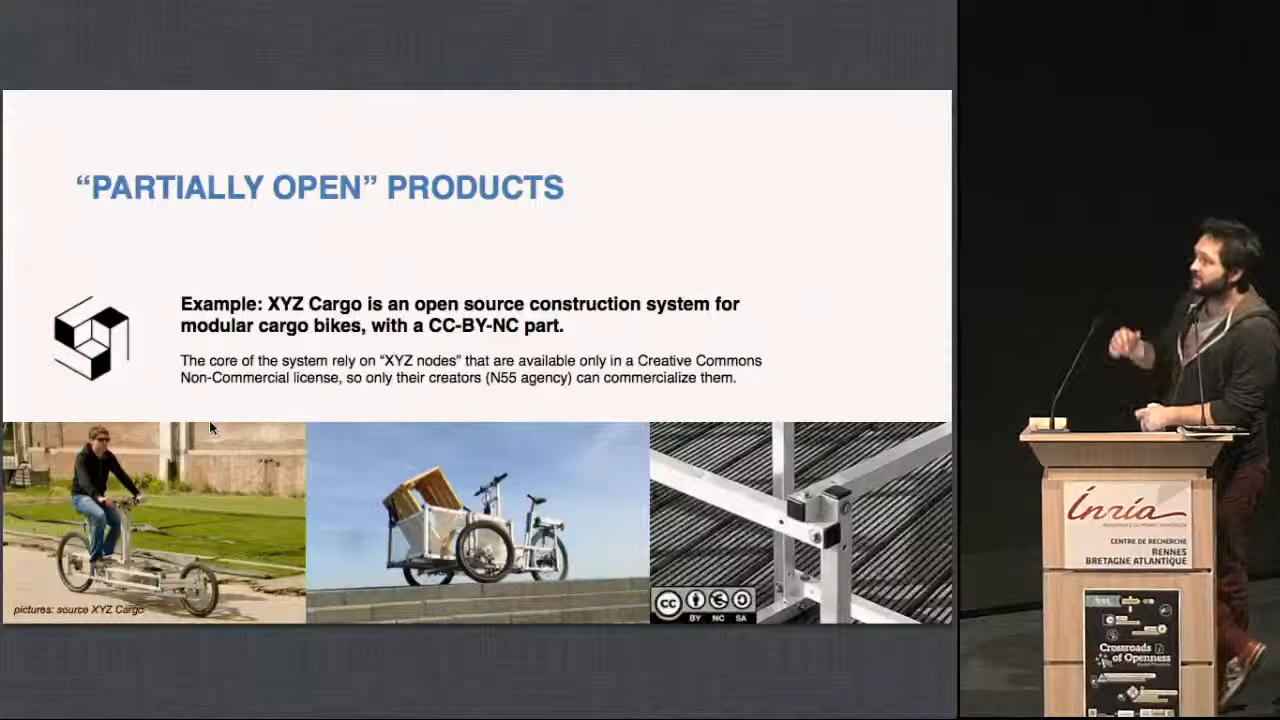 “PARTIALLY OPEN” PRODUCTS
Example: XYZ Cargo is an open source construction system for
modular cargo bikes, with a CC-BY-NC part.
The core of the system rely on “XYZ nodes” that are available only in a Creative Commons
Non-Commercial license, so only their creators (N55 agency) can commercialize them.
pictures: source XYZ Cargo
CC
BY NC SA
Inria
CENTRE DE RECHERCHE
RENNES
BRETAGNE ATLANTIQUE
Crossroads
of Openness